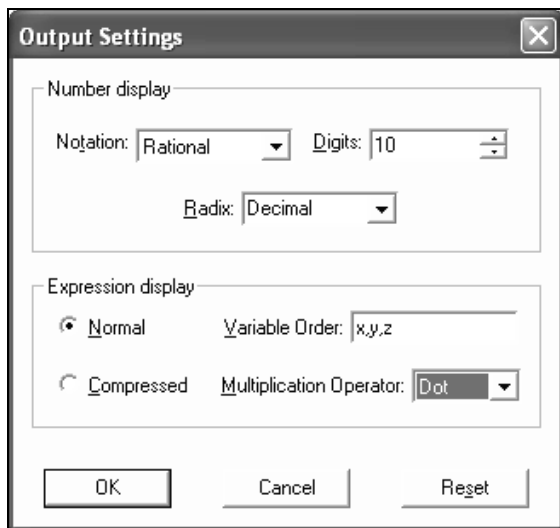 Output Settings
Number display
Notation: Rational Digits: 10
Radix: Decimal
Expression display
Normal Variable Order: x,y,z
Compressed Multiplication Operator: Dot
OK Cancel Reset